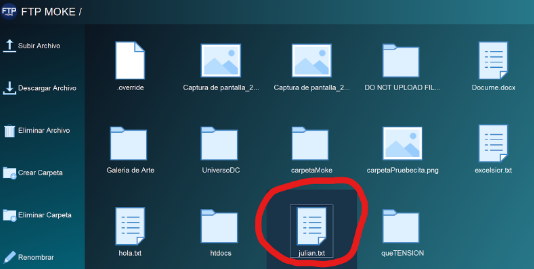 FTP FTP MOKE /
Subir Archivo
Descargar Archivo
Eliminar Archivo
Crear Carpeta
Eliminar Carpeta
Renombrar
.override
Captura de pantalla_2...
Captura de pantalla_2...
DO NOT UPLOAD FIL...
Docume.docx
Galeria de Arte
UniversoDC
carpetaMoke
carpetaPruebecita.png
excelsior.txt
hola.txt
htdocs
julian.txt
queTENSION